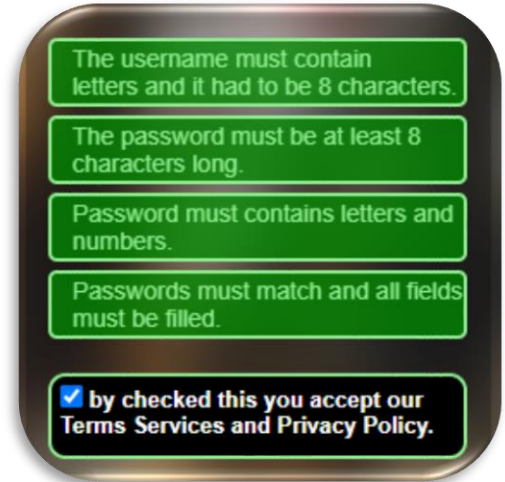 The username must contain
letters and it had to be 8 characters.
The password must be at least 8
characters long.
Password must contains letters and
numbers.
Passwords must match and all fields
must be filled.
by checked this you accept our
Terms Services and Privacy Policy.